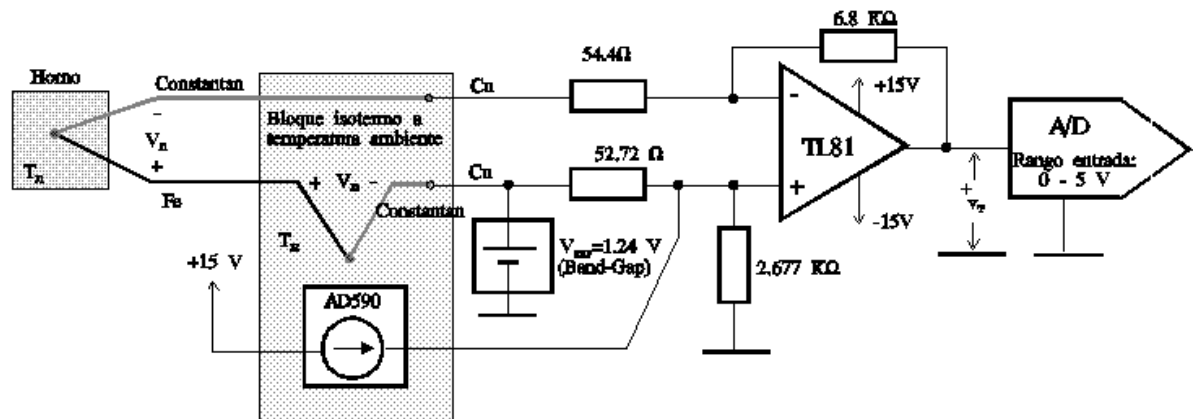 6.8 KΩ
54.4Ω
Horno
Constantan
Cu
-
+15V
Bloque isotermo a
temperatura ambiente
A/D
-
TL81
Rango entrada:
0 - 5 V
52.72 Ω
+
+
-
Cu
+
+
Fe
Constantan
-15V
+15 V
=1.24 V
(Band-Gap)
2.677 KΩ
AD590